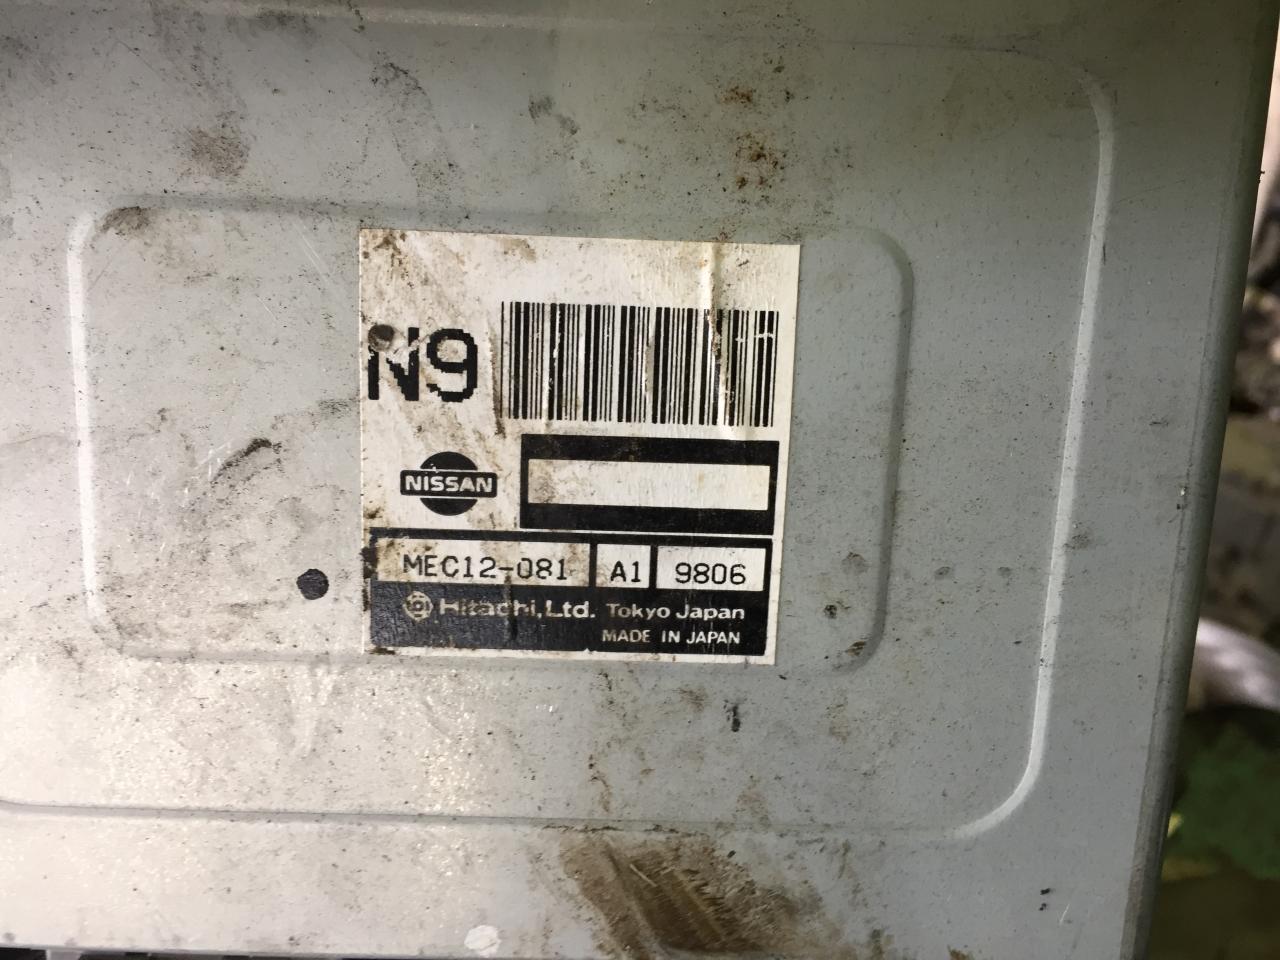 N9
NISSAN
MEC12-081 A1 9806
Hitachi, Ltd. Tokyo Japan
MADE IN JAPAN